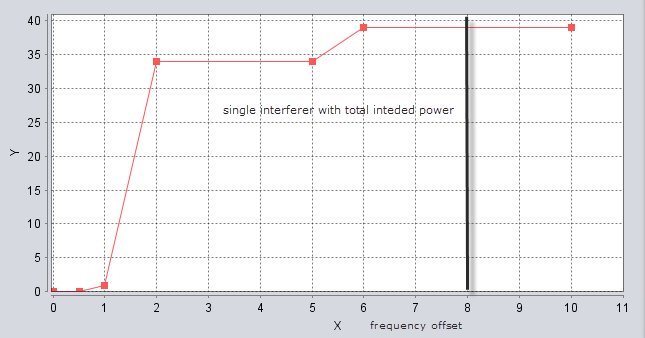 40
35
30
25
20
15
10
5
0
Y
single interferer with total inteded power
0 1 2 3 4 5 6 7 8 9 10 11
X frequency offset